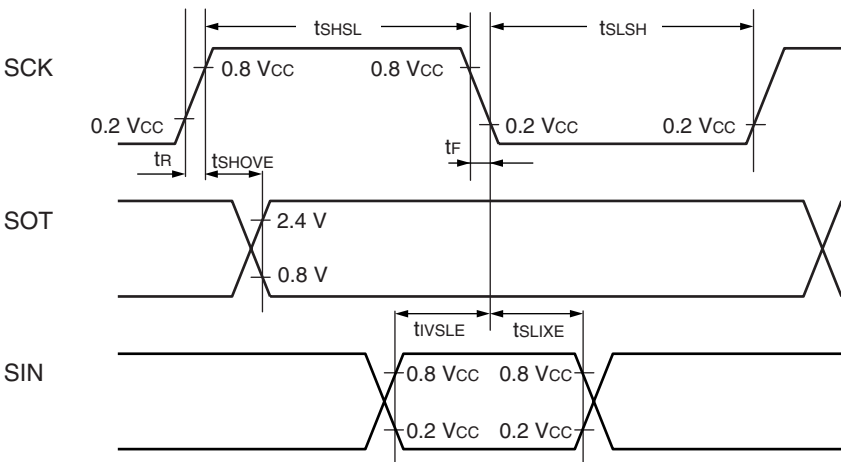 tSHSL tSLSH
SCK 0.8 VCC 0.8 VCC
0.2 VCC 0.2 VCC 0.2 VCC
tR tSHOVE tF
SOT 2.4 V
0.8 V
tIVSLE tSLIXE
SIN 0.8 VCC 0.8 VCC
0.2 VCC 0.2 VCC